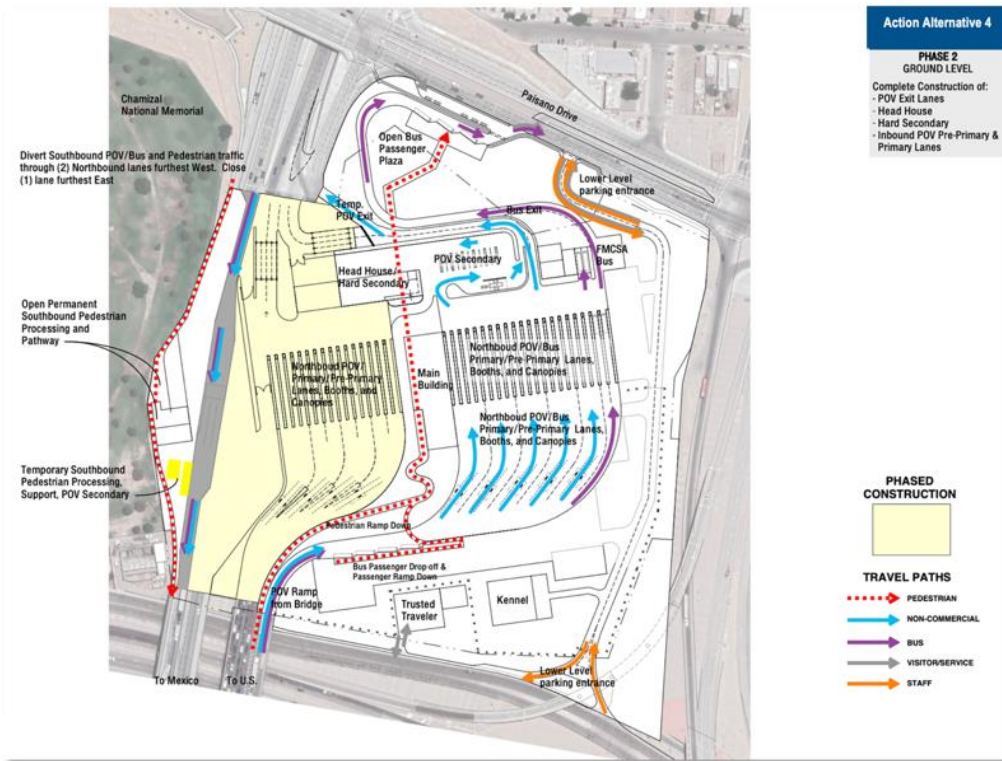 Action Alternative 4
PHASE 2
GROUND LEVEL
Complete Construction of:
- POV Exit Lanes
- Head House
- Hard Secondary
- Inbound POV Pre-Primary &
Primary Lanes
Chamizal
National Memorial
Paisano Drive
Open Bus
Passenger
Plaza
Divert Southbound POV/Bus and Pedestrian traffic
through (2) Northbound lanes furthest West. Close
(1) lane furthest East
Lower Level
parking entrance
Temp.
POV Exit
Bus Exit
FMCSA
Bus
POV Secondary
Head House/
Hard Secondary
Open Permanent
Southbound Pedestrian
Processing and
Pathway
Northboud POV/
Primary/Pre-Primary
Lanes, Booths, and
Canopies
Main
Building
Northboud POV/Bus
Primary/Pre-Primary Lanes,
Booths, and Canopies
Northboud POV/Bus
Primary/Pre-Primary Lanes,
Booths, and Canopies
Temporary Southbound
Pedestrian Processing,
Support, POV Secondary
Pedestrian Ramp Down
Bus Passenger Drop off &
Passenger Ramp Down
POV Ramp
from Bridge
Trusted
Traveler
Kennel
Lower Level
parking entrance
To Mexico
To U.S.
PHASED
CONSTRUCTION
TRAVEL PATHS
PEDESTRIAN
NON-COMMERCIAL
BUS
VISITOR/SERVICE
STAFF